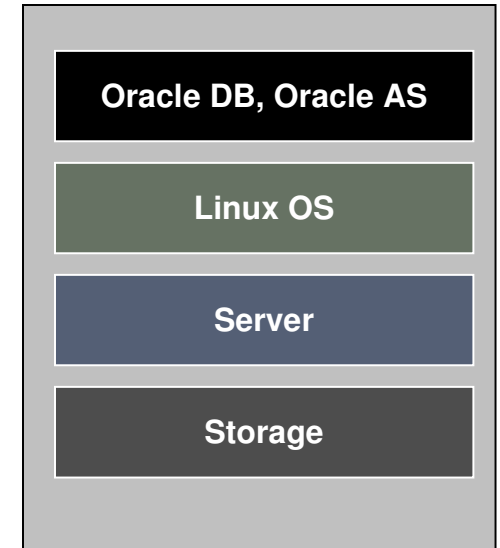 Oracle DB, Oracle AS
Linux OS
Server
Storage